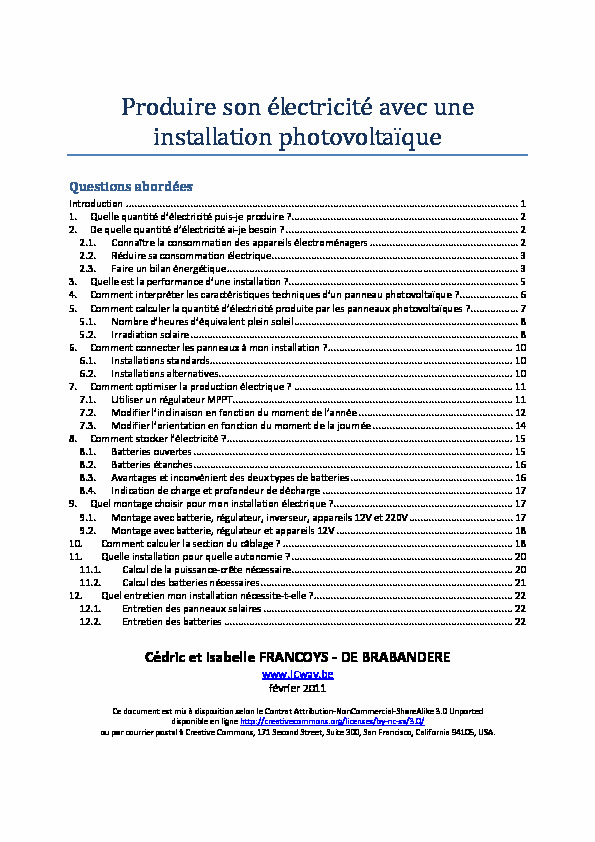 Produire son électricité avec une
installation photovoltaïque
Questions abordées
Introduction ........ 1
1. Quelle quantité d'électricité puis-je produire ? ........ 2
2. De quelle quantité d'électricité ai-je besoin ? ........ 2
2.1. Connaître la consommation des appareils électroménagers ........ 2
2.2. Réduire sa consommation électrique ........ 3
2.3. Faire un bilan énergétique ........ 3
3. Quelle est la performance d'une installation ? ........ 5
4. Comment interpréter les caractéristiques techniques d'un panneau photovoltaïque ? ........ 6
5. Comment calculer la quantité d'électricité produite par les panneaux photovoltaïques ? ........ 7
5.1. Nombre d'heures d'équivalent plein soleil ........ 8
5.2. Irradiation solaire ........ 8
6. Comment connecter les panneaux à mon installation ? ........ 10
6.1. Installations standards ........ 10
6.2. Installations alternatives ........ 10
7. Comment optimiser la production électrique ? ........ 11
7.1. Utiliser un régulateur MPPT ........ 11
7.2. Modifier l'inclinaison en fonction du moment de l'année ........ 12
7.3. Modifier l'orientation en fonction du moment de la journée ........ 14
8. Comment stocker l'électricité ? ........ 15
8.1. Batteries ouvertes ........ 15
8.2. Batteries étanches ........ 16
8.3. Avantages et inconvénient des deux types de batteries ........ 16
8.4. Indication de charge et profondeur de décharge ........ 17
9. Quel montage choisir pour mon installation électrique ? ........ 17
9.1. Montage avec batterie, régulateur, inverseur, appareils 12V et 220V ........ 17
9.2. Montage avec batterie, régulateur et appareils 12V ........ 18
10. Comment calculer la section du câblage ? ........ 18
11. Quelle installation pour quelle autonomie ? ........ 20
11.1. Calcul de la puissance-crête nécessaire ........ 20
11.2. Calcul des batteries nécessaires ........ 21
12. Quel entretien mon installation nécessite-t-elle ? ........ 22
12.1. Entretien des panneaux solaires ........ 22
12.2. Entretien des batteries ........ 22
Cédric et Isabelle FRANCOYS - DE BRABANDERE
www.icway.be
février 2011
Ce document est mis à disposition selon le Contrat Attribution-NonCommercial-ShareAlike 3.0 Unported
disponible en ligne http://creativecommons.org/licenses/by-nc-sa/3.0/
ou par courrier postal à Creative Commons, 171 Second Street, Suite 300, San Francisco, California 94105, USA.